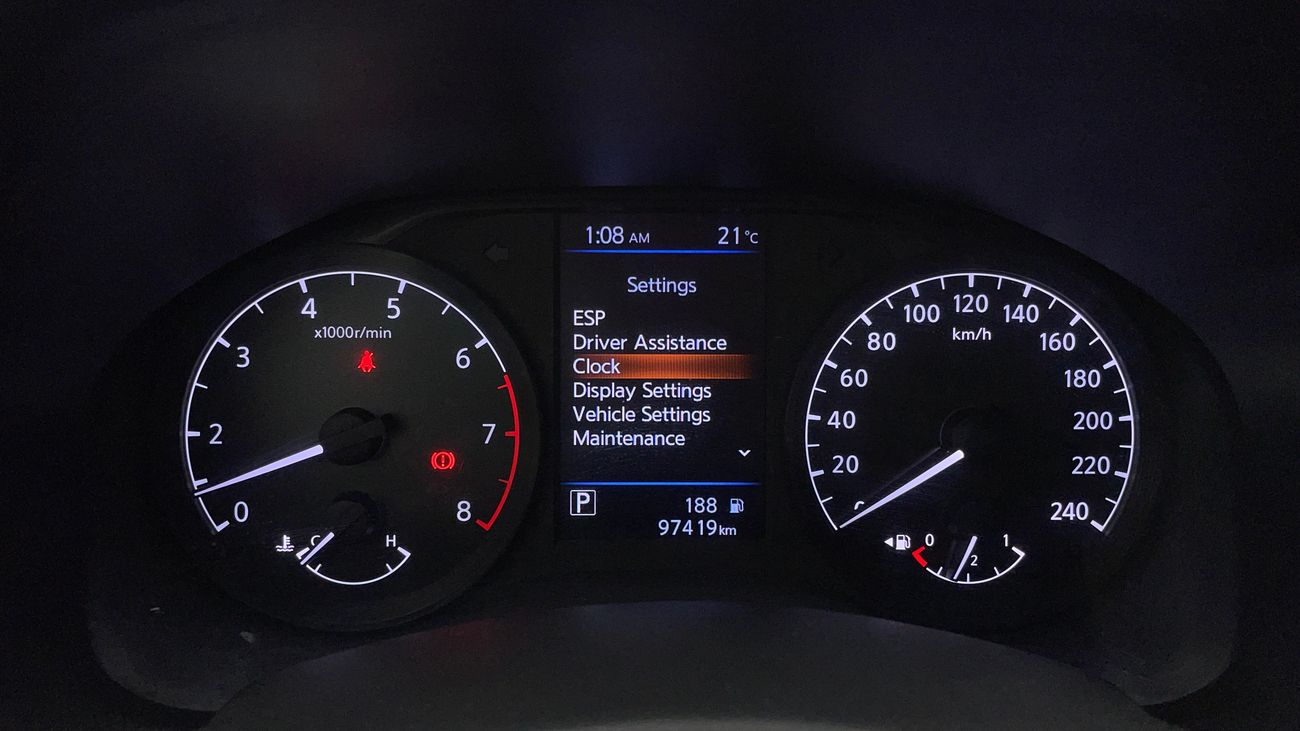 1:08 AM 21°C
Settings
ESP
Driver Assistance
Clock
Display Settings
Vehicle Settings
Maintenance
P 188
97419km
0
2
3
4
5
6
7
8
x1000r/min
C H
20
40
60
80
100
120
140
160
180
200
220
240
km/h
0 2 1